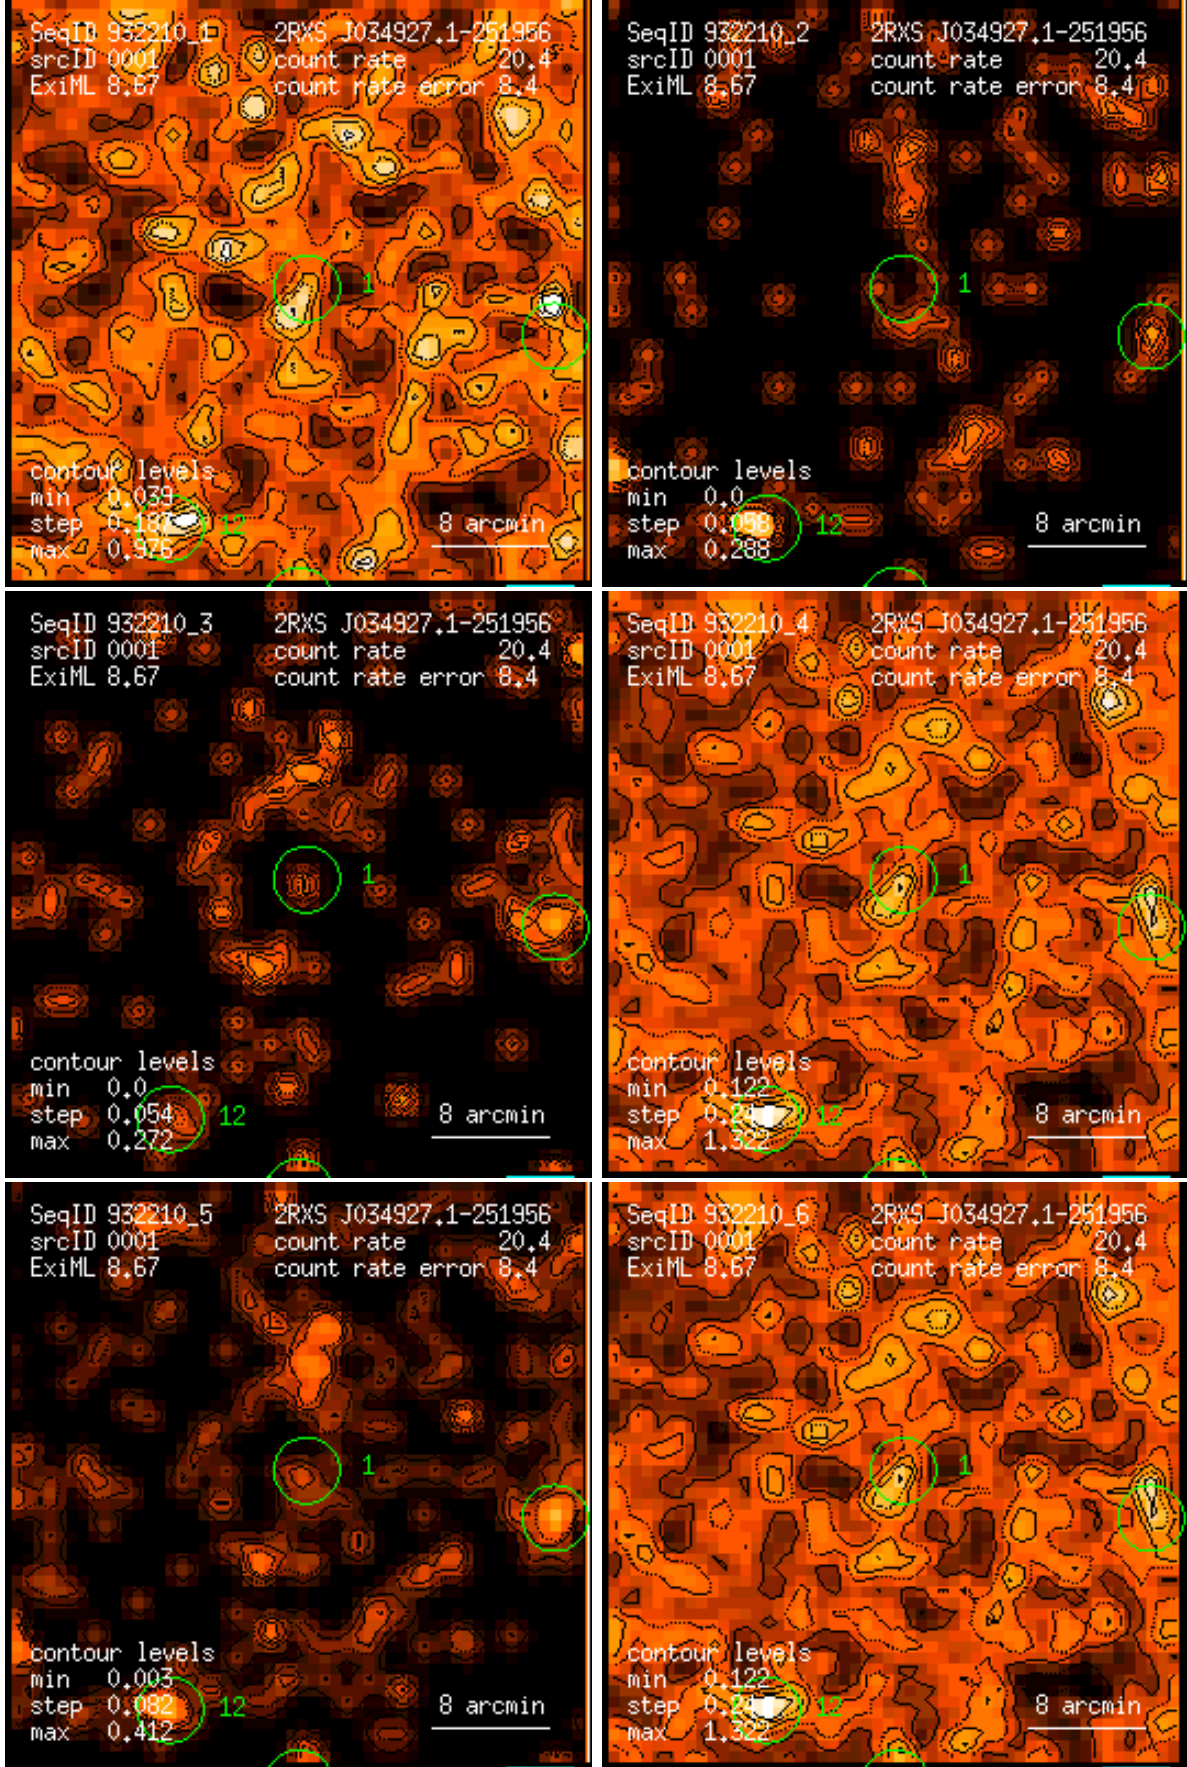 SeqID 932210_1 2RXS J034927.1-251956
srcID 0001 count rate 20.4
ExiML 8.67 count rate error 8.4
1
contour levels
min 0.039
step 0.187 12 8 arcmin
max 0.976
SeqID 932210_2 2RXS J034927.1-251956
srcID 0001 count rate 20.4
ExiML 8.67 count rate error 8.4
1
contour levels
min 0.0
step 0.058 12 8 arcmin
max 0.288
SeqID 932210_3 2RXS J034927.1-251956
srcID 0001 count rate 20.4
ExiML 8.67 count rate error 8.4
1
contour levels
min 0.0
step 0.054 12 8 arcmin
max 0.272
SeqID 932210_4 2RXS J034927.1-251956
srcID 0001 count rate 20.4
ExiML 8.67 count rate error 8.4
1
contour levels
min 0.122
step 12 8 arcmin
max 1.322
SeqID 932210_5 2RXS J034927.1-251956
srcID 0001 count rate 20.4
ExiML 8.67 count rate error 8.4
1
contour levels
min 0.003
step 0.082 12 8 arcmin
max 0.412
SeqID 932210_6 2RXS J034927.1-251956
srcID 0001 count rate 20.4
ExiML 8.67 count rate error 8.4
1
contour levels
min 0.122
step 12 8 arcmin
max 1.322